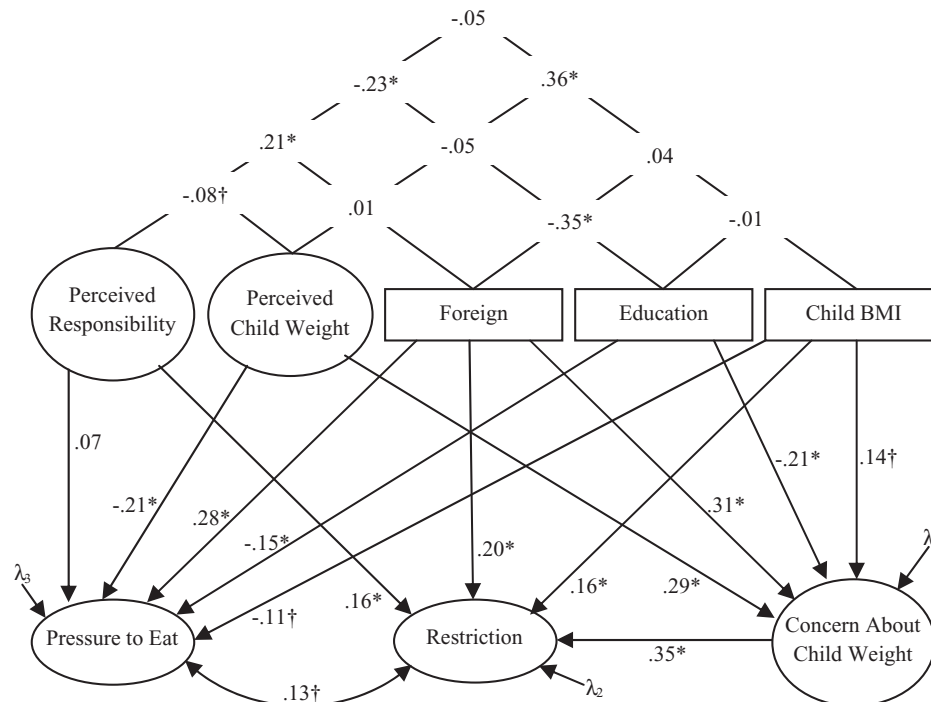 -.05
-.23*
.36*
.21*
-.05
.04
-.08†
.01
-.35*
-.01
Perceived
Responsibility
Perceived
Child Weight
Foreign
Education
Child BMI
.07
-.21*
.28*
-.15*
-.11†
.16*
.20*
.16*
.31*
.29*
-.21*
.14†
λ3
λ
Pressure to Eat
Restriction
Concern About
Child Weight
.35*
.13†
λ2